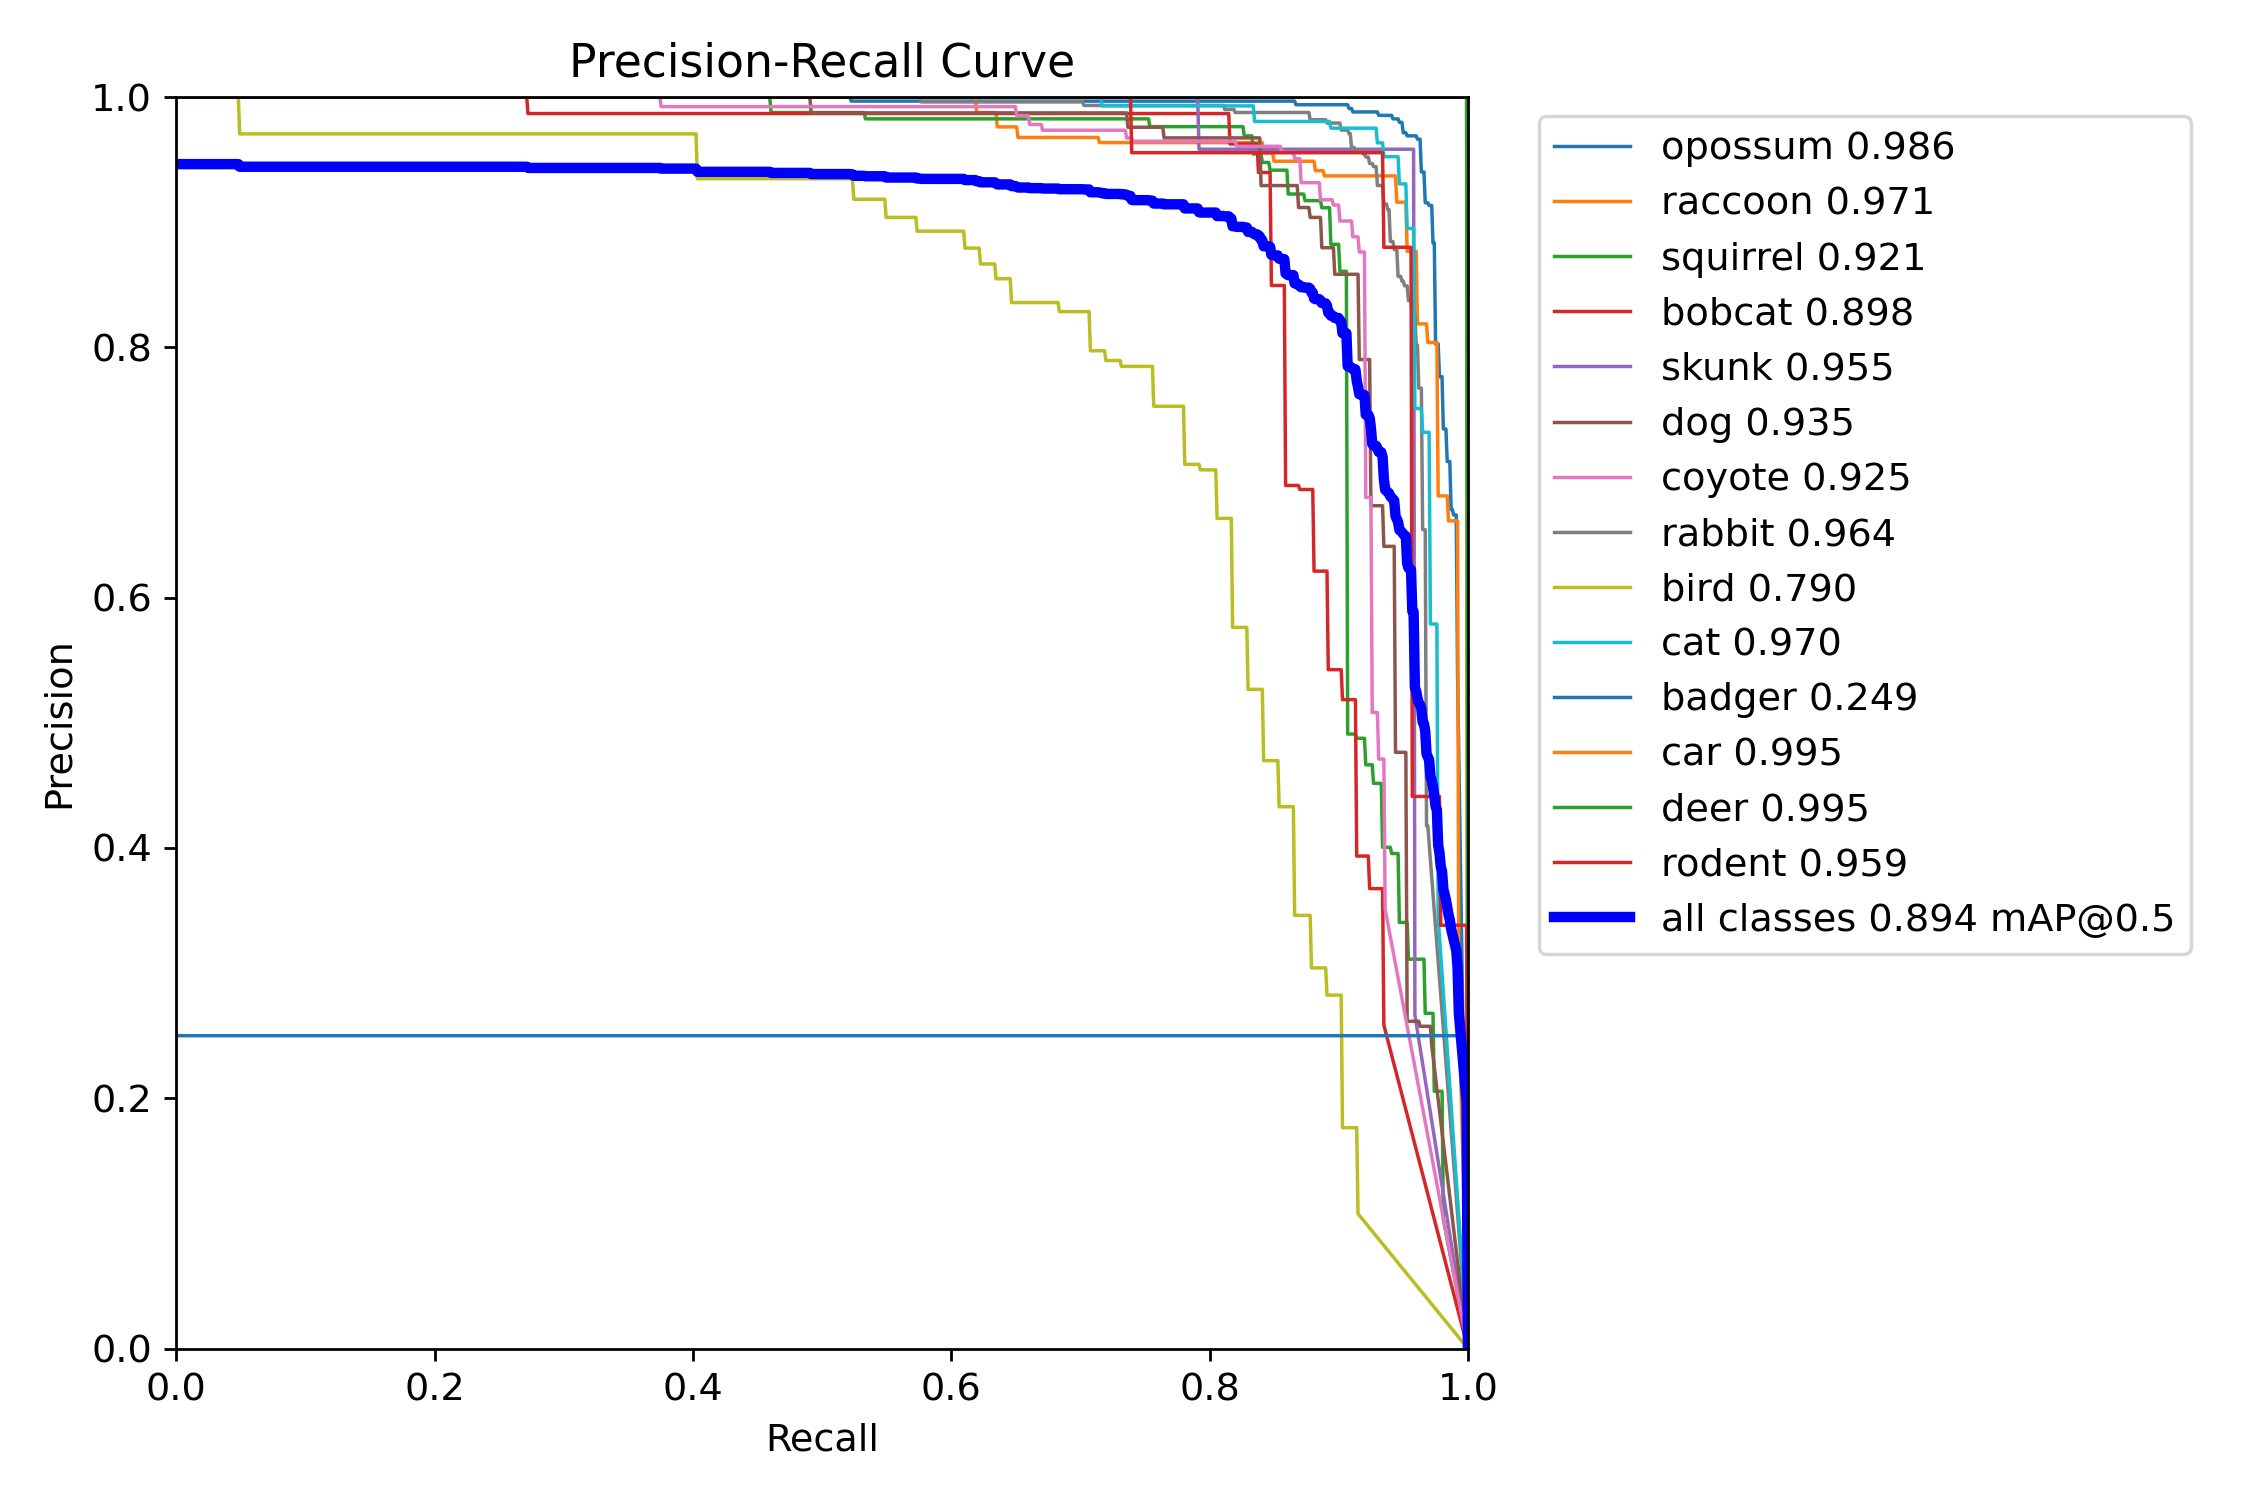 Precision-Recall Curve
1.0
0.8
0.6
0.4
0.2
0.0
Precision
0.0 0.2 0.4 0.6 0.8 1.0
Recall
opossum 0.986
raccoon 0.971
squirrel 0.921
bobcat 0.898
skunk 0.955
dog 0.935
coyote 0.925
rabbit 0.964
bird 0.790
cat 0.970
badger 0.249
car 0.995
deer 0.995
rodent 0.959
all classes 0.894 mAP@0.5